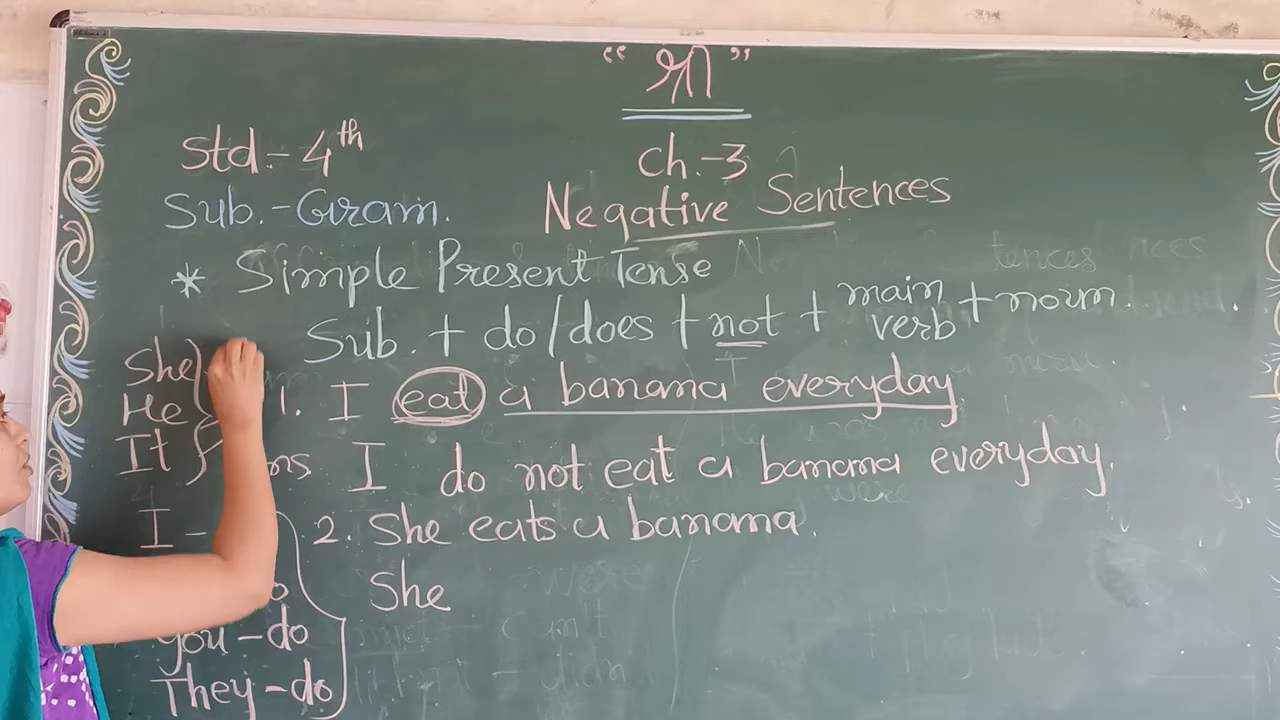 “श्री”
Std.- 4th
Ch.-3
Sub.-Gram.
Negative Sentences
* Simple Present Tense
Sub. + do/does + not + main verb + norm.
She
He
It
1. I eat a banana everyday
ns I do not eat a banana everyday.
I -
2. She eats a banana.
She
You - do
They - do